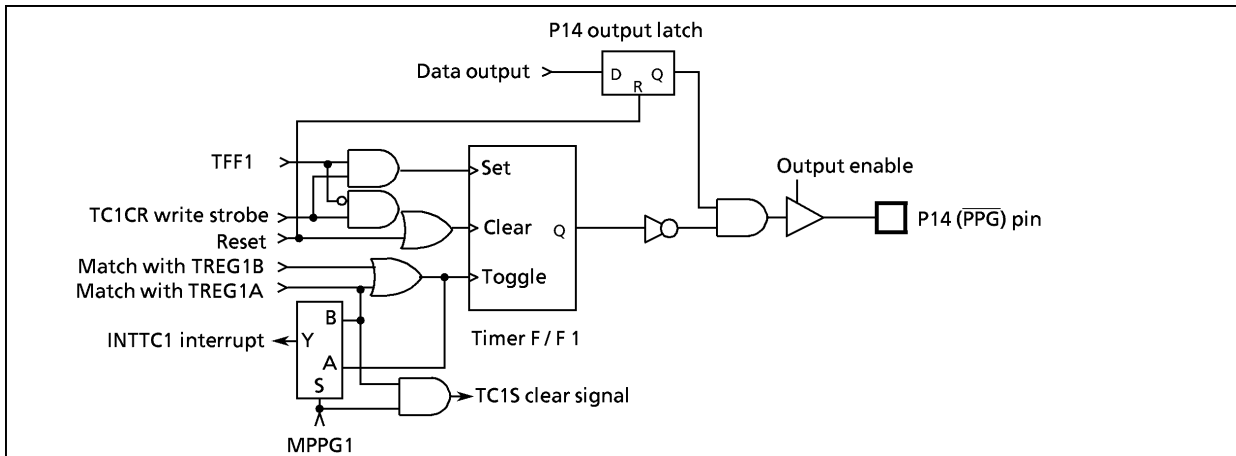 P14 output latch
Data output
D
Q
R
TFF1
Set
Output enable
TC1CR write strobe
Clear
Q
P14 (P̅P̅G̅) pin
Reset
Match with TREG1B
Toggle
Match with TREG1A
B
INTTC1 interrupt
Y
Timer F / F 1
A
S
TC1S clear signal
MPPG1